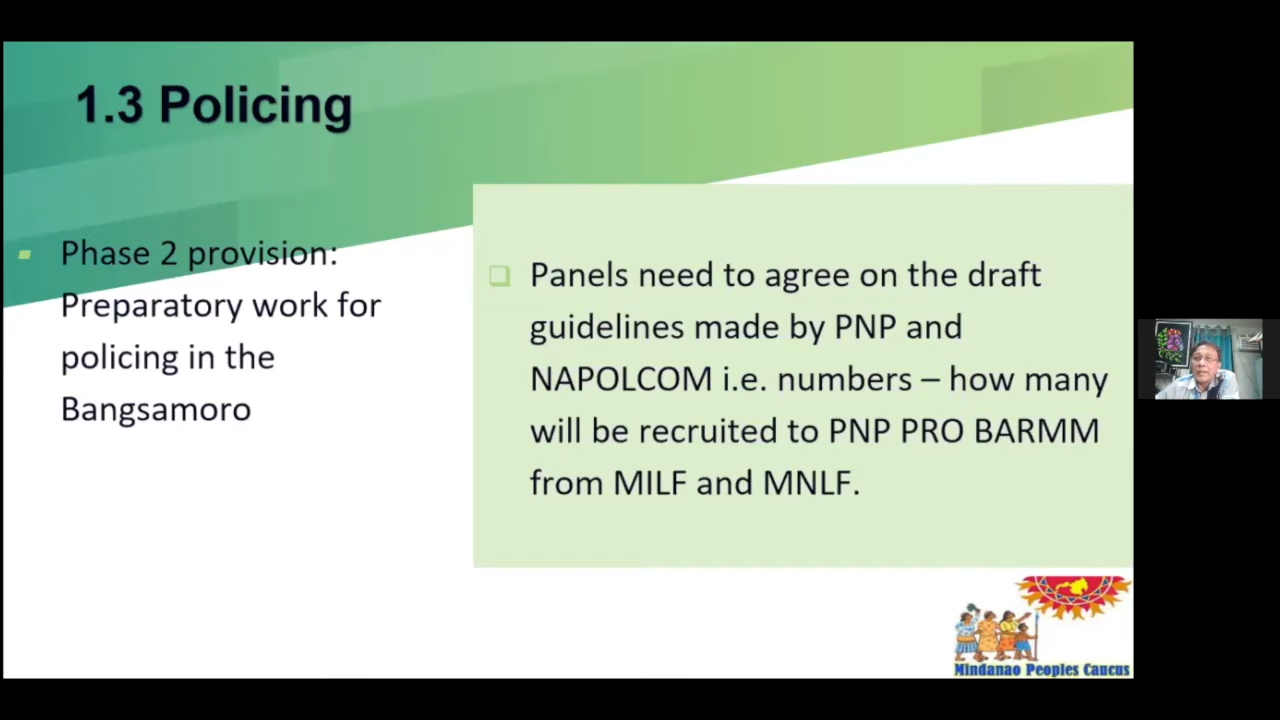 1.3 Policing
Phase 2 provision:
Preparatory work for
policing in the
Bangsamoro
Panels need to agree on the draft
guidelines made by PNP and
NAPOLCOM i.e. numbers – how many
will be recruited to PNP PRO BARMM
from MILF and MNLF.
Mindanao Peoples Caucus